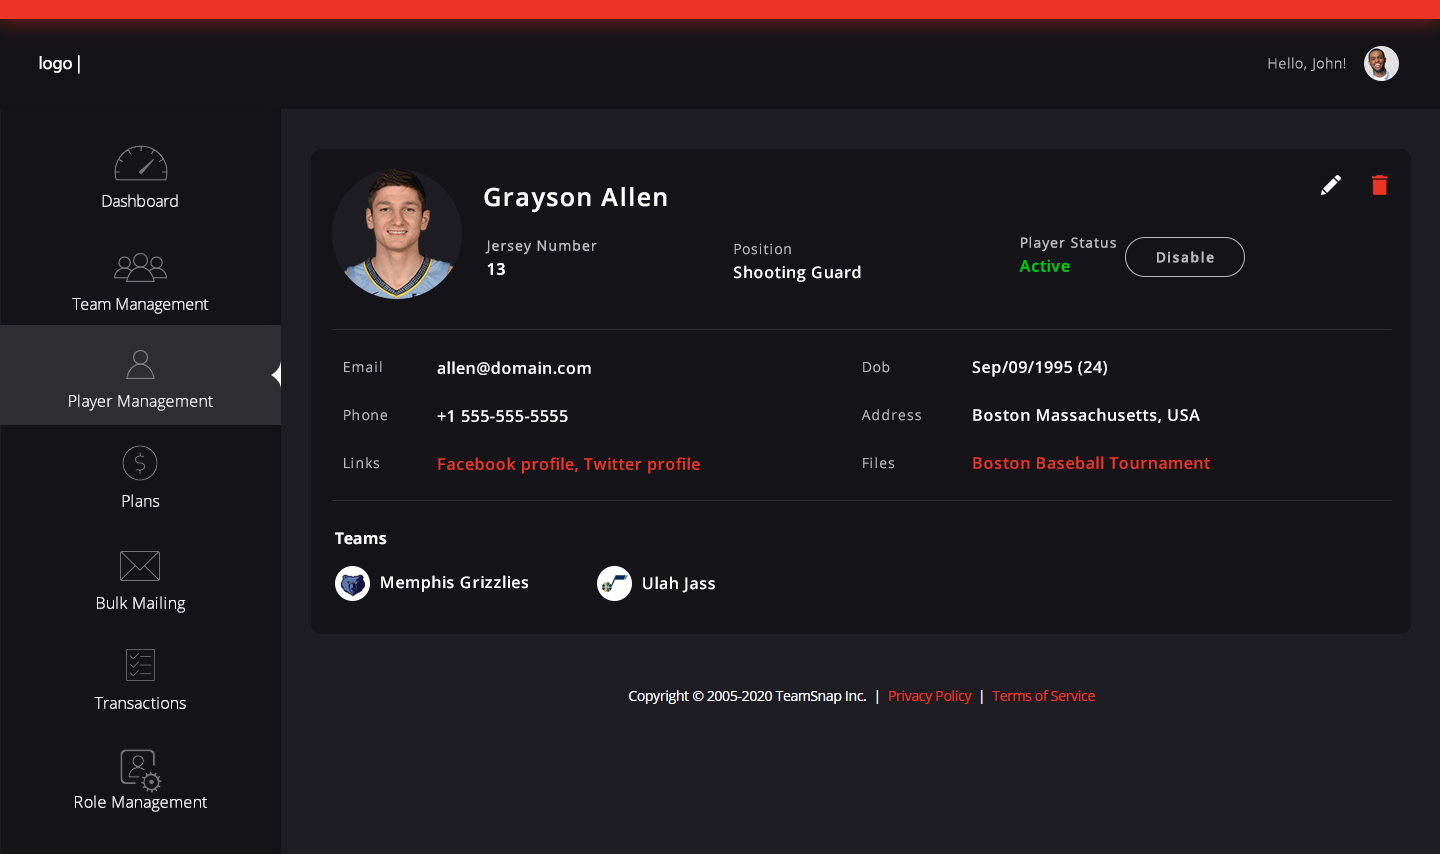 logo |
Hello, John!
Dashboard
Team Management
Player Management
Plans
Bulk Mailing
Transactions
Role Management
Grayson Allen
Jersey Number
13
Position
Shooting Guard
Player Status
Active
Disable
Email
allen@domain.com
Dob
Sep/09/1995 (24)
Phone
+1 555-555-5555
Address
Boston Massachusetts, USA
Links
Facebook profile, Twitter profile
Files
Boston Baseball Tournament
Teams
Memphis Grizzlies
Ulah Jass
Copyright © 2005-2020 TeamSnap Inc. | Privacy Policy | Terms of Service